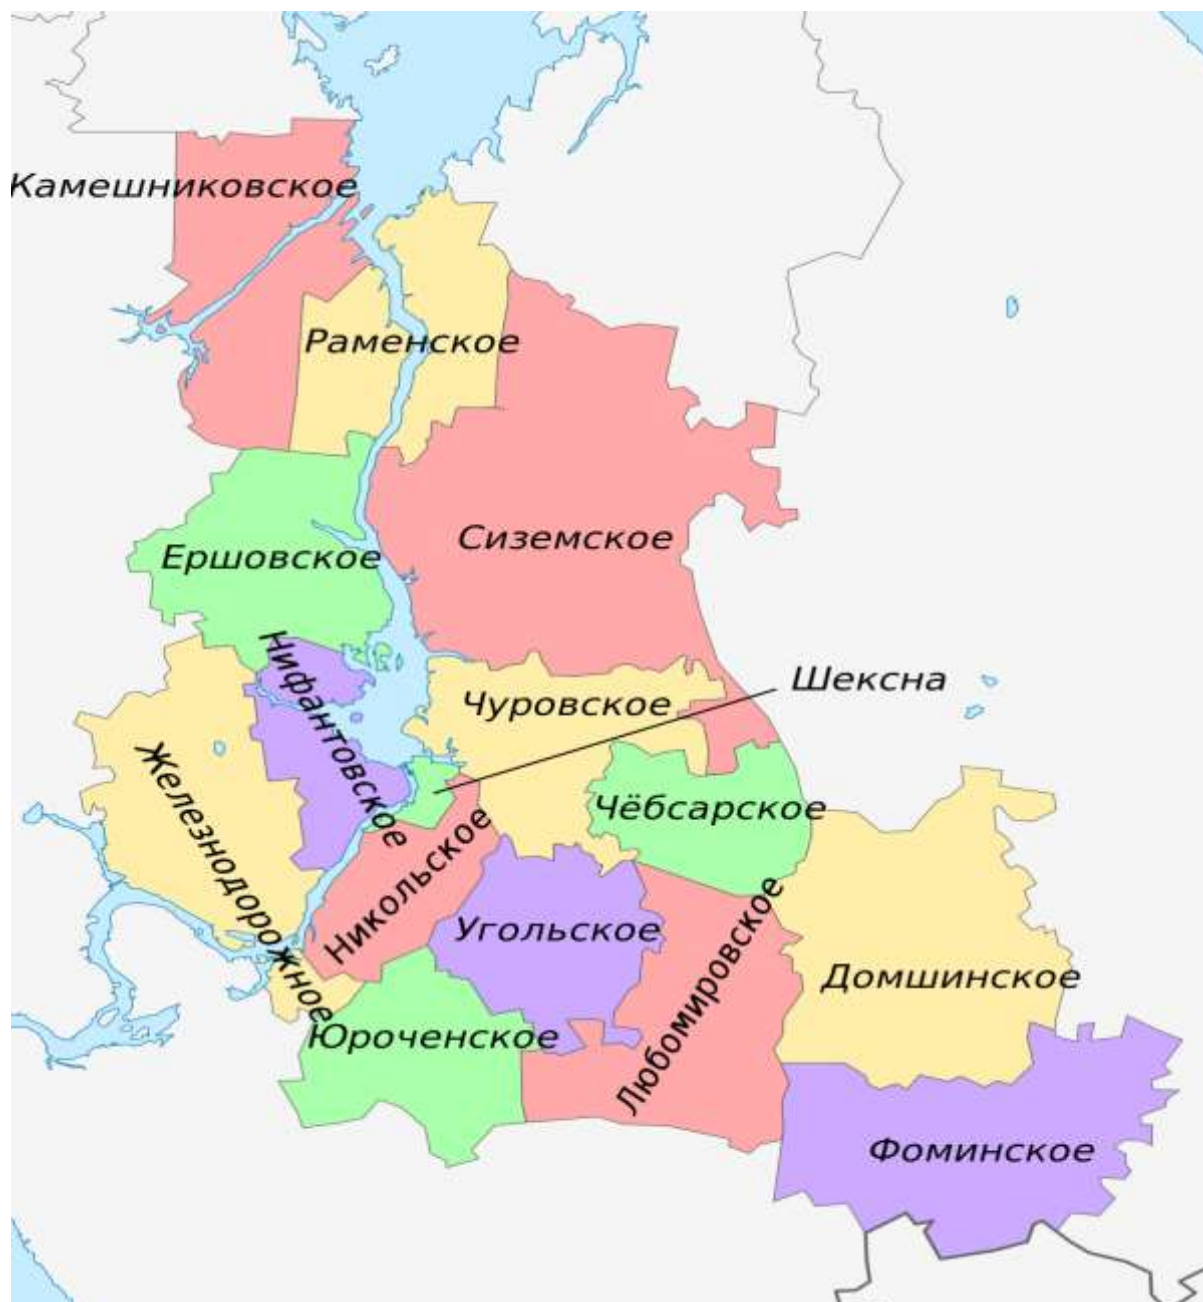 Камешниковское
Раменское
Сиземское
Ершовское
Нифантовское
Чуровское
Шексна
Железнодорожное
Чёбсарское
Никольское
Угольское
Любомировское
Домшинское
Юроченское
Фоминское